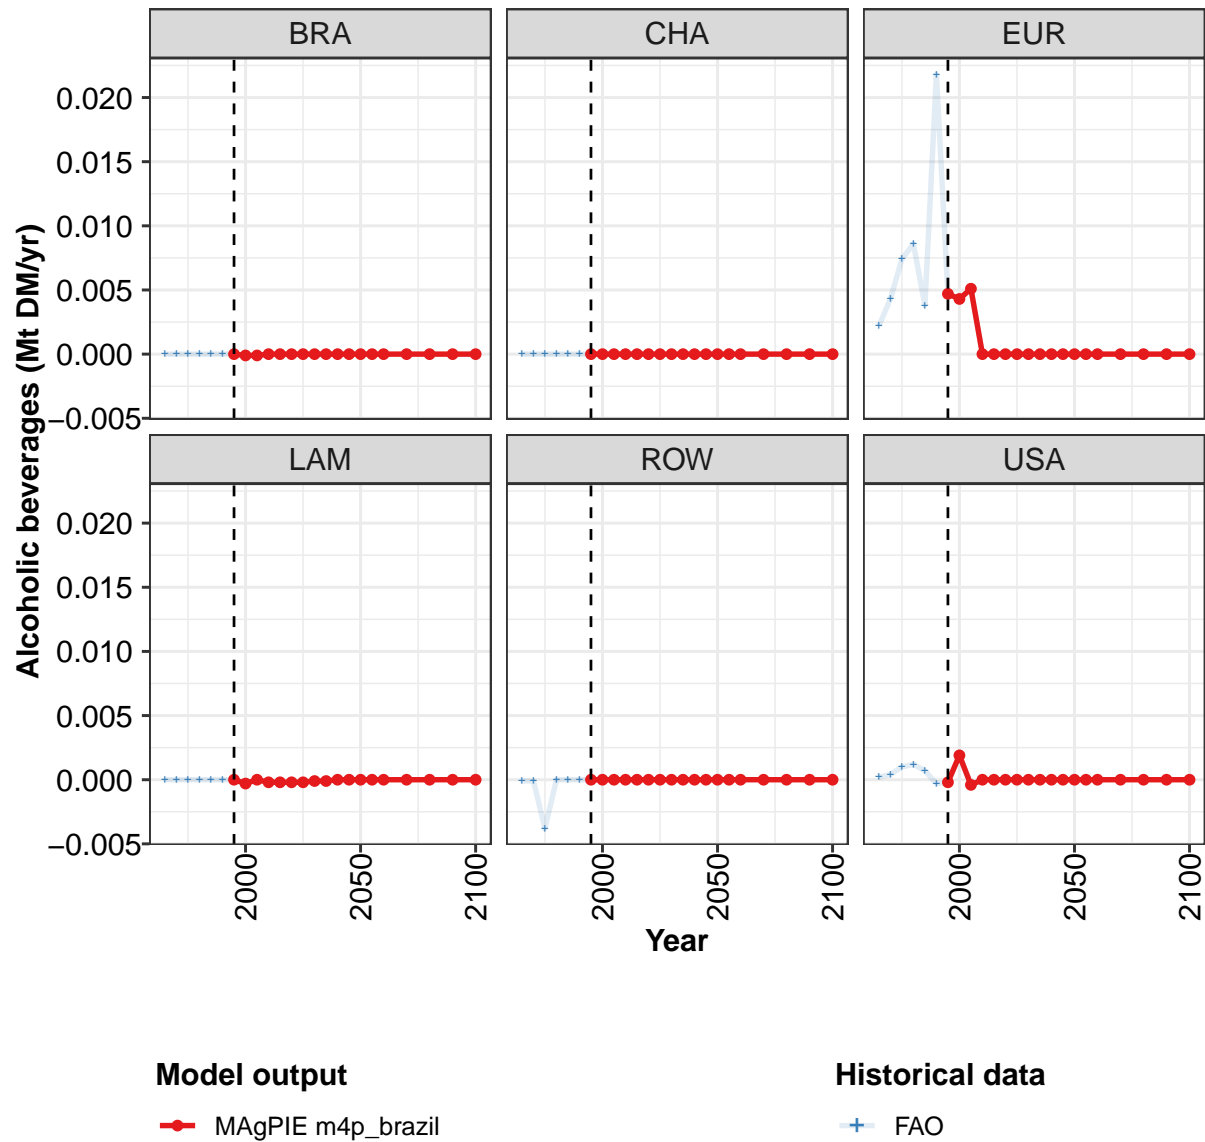 BRA
CHA
EUR
0.020
0.015
0.010
0.005
0.000
−0.005
Alcoholic beverages (Mt DM/yr)
LAM
ROW
USA
0.020
0.015
0.010
0.005
0.000
−0.005
2000
2050
2100
2000
2050
2100
2000
2050
2100
Year
Model output
MAgPIE m4p_brazil
Historical data
FAO